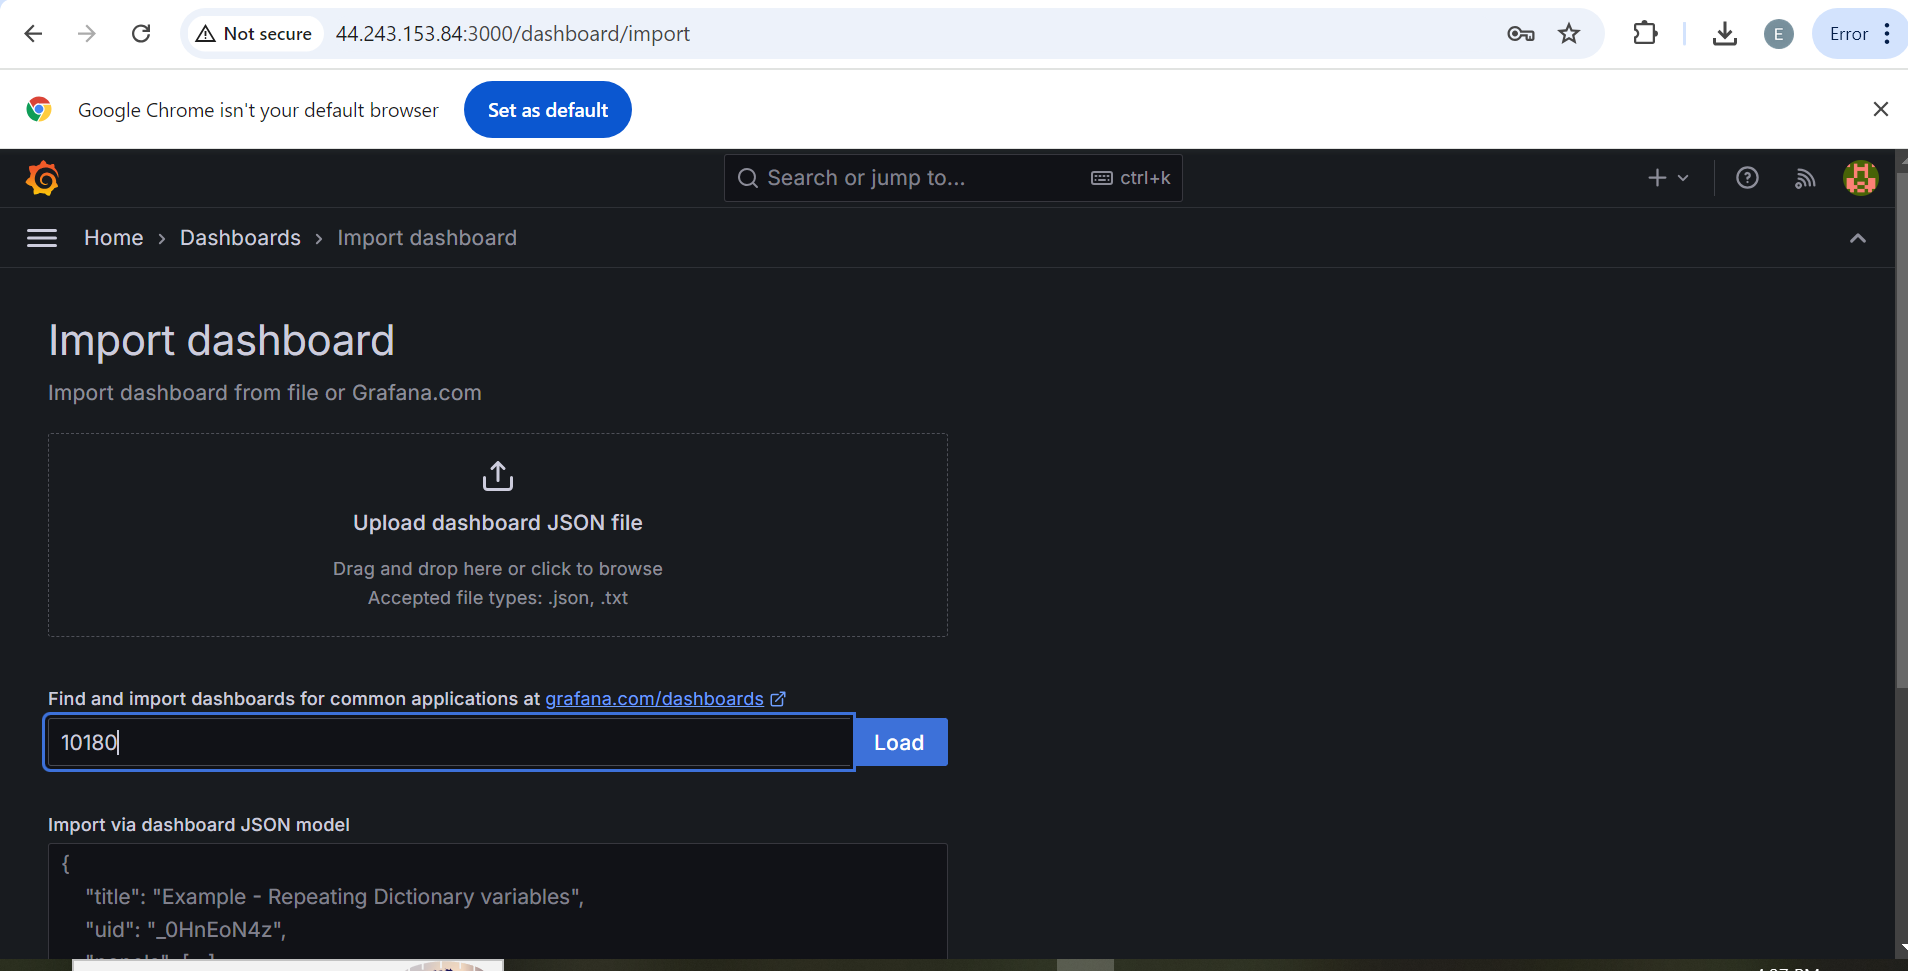 Not secure 44.243.153.84:3000/dashboard/import E Error
Google Chrome isn't your default browser Set as default
Search or jump to... ctrl+k
Home › Dashboards › Import dashboard
Import dashboard
Import dashboard from file or Grafana.com
Upload dashboard JSON file
Drag and drop here or click to browse
Accepted file types: .json, .txt
Find and import dashboards for common applications at grafana.com/dashboards
10180 Load
Import via dashboard JSON model
{
"title": "Example - Repeating Dictionary variables",
"uid": "_0HnEoN4z",